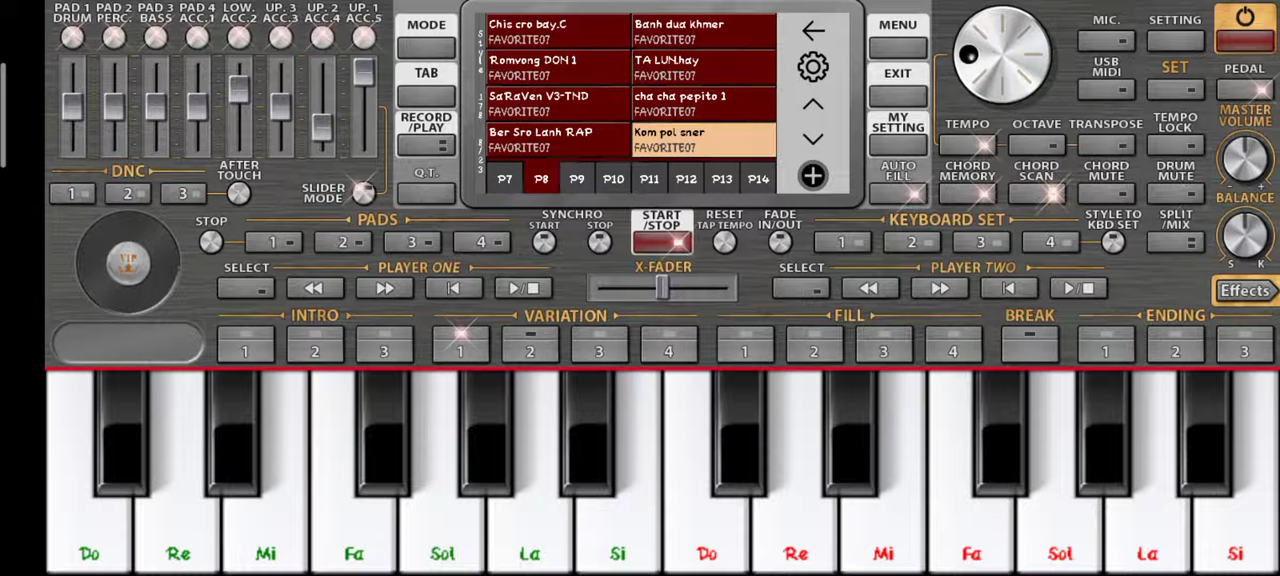 PAD 1 PAD 2 PAD 3 PAD 4 LOW. UP. 3 UP. 2 UP. 1
DRUM PERC. BASS ACC.1 ACC.2 ACC.3 ACC.4 ACC.5
DNC
1 2 3
AFTER
TOUCH
SLIDER
MODE
MODE
TAB
RECORD
/PLAY
Q.T.
Chis cro bay.C
FAVORITE07
Banh dua khmer
FAVORITE07
Romvong DON 1
FAVORITE07
TA LUNhay
FAVORITE07
SaRaVen V3-TND
FAVORITE07
cha cha pepito 1
FAVORITE07
Ber Sro Lanh RAP
FAVORITE07
Kom pol sner
FAVORITE07
P7 P8 P9 P10 P11 P12 P13 P14
MENU
EXIT
MY
SETTING
AUTO
FILL
TEMPO
OCTAVE
TRANSPOSE
TEMPO
LOCK
CHORD
MEMORY
CHORD
SCAN
CHORD
MUTE
DRUM
MUTE
MIC.
SETTING
USB
MIDI
SET
PEDAL
MASTER
VOLUME
- +
BALANCE
S K
Effects
VIP
STOP
PADS
1 2 3 4
SYNCHRO
START STOP
START
/STOP
RESET
TAP TEMPO
FADE
IN/OUT
KEYBOARD SET
1 2 3 4
STYLE TO
KBD SET
SPLIT
/MIX
SELECT
PLAYER ONE
X-FADER
SELECT
PLAYER TWO
INTRO
1 2 3
VARIATION
1 2 3 4
FILL
1 2 3 4
BREAK
ENDING
1 2 3
Do Re Mi Fa Sol La Si Do Re Mi Fa Sol La Si